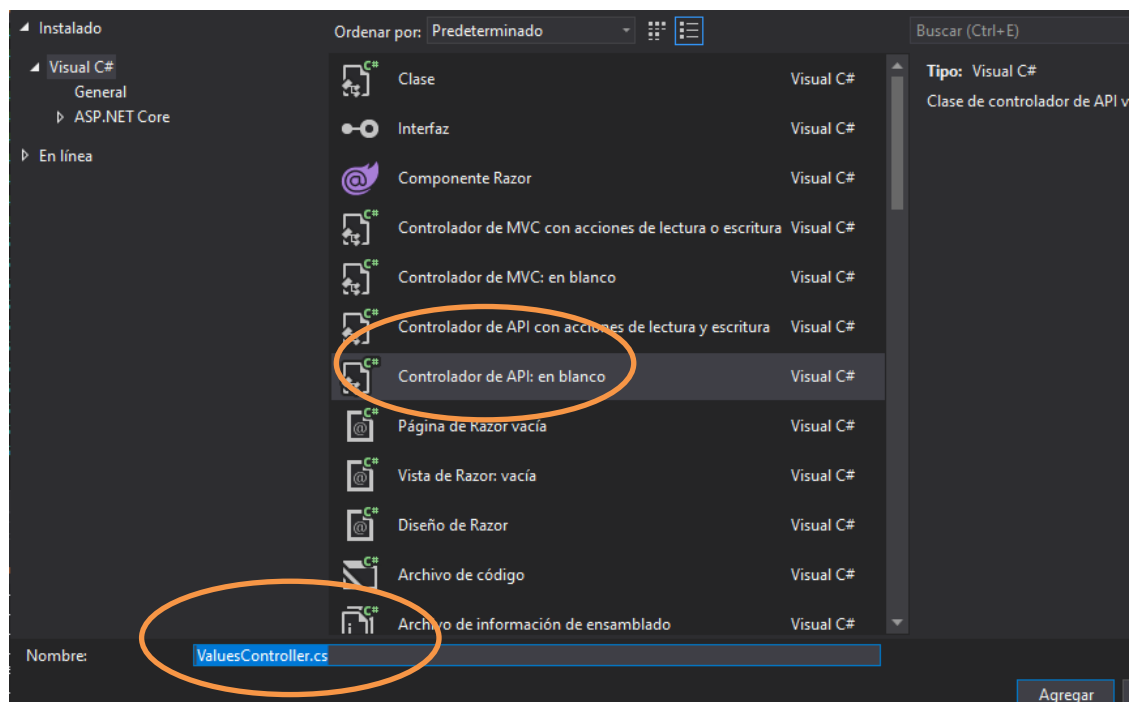 Instalado
Visual C#
General
ASP.NET Core
En línea
Ordenar por: Predeterminado
Clase Visual C#
Interfaz Visual C#
Componente Razor Visual C#
Controlador de MVC con acciones de lectura o escritura Visual C#
Controlador de MVC: en blanco Visual C#
Controlador de API con acciones de lectura y escritura Visual C#
Controlador de API: en blanco Visual C#
Página de Razor vacía Visual C#
Vista de Razor: vacía Visual C#
Diseño de Razor Visual C#
Archivo de código Visual C#
Archivo de información de ensamblado Visual C#
Buscar (Ctrl+E)
Tipo: Visual C#
Clase de controlador de API v
Nombre: ValuesController.cs
Agregar